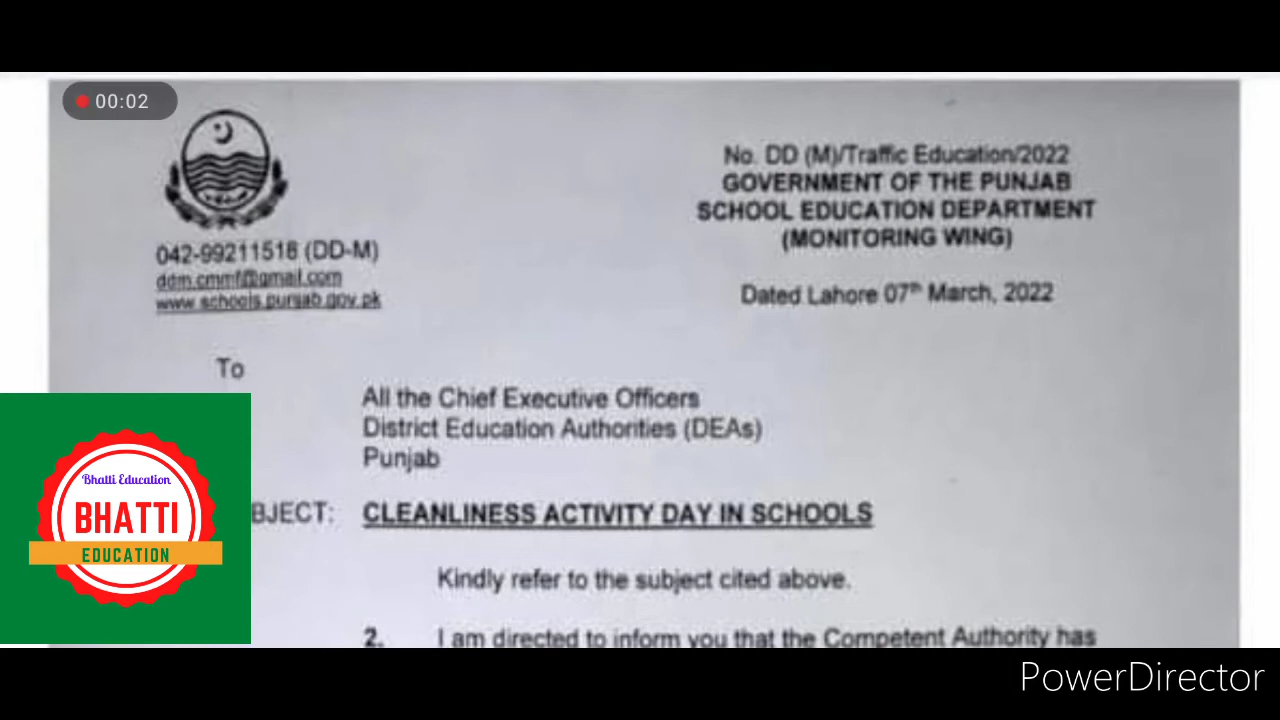 00:02
No. DD (M)/Traffic Education/2022
GOVERNMENT OF THE PUNJAB
SCHOOL EDUCATION DEPARTMENT
(MONITORING WING)
042-99211516 (DD-M)
ddm.cmmf@gmail.com
www.schools.punjab.gov.pk
Dated Lahore 07th March, 2022
To
All the Chief Executive Officers
District Education Authorities (DEAs)
Punjab
BJECT: CLEANLINESS ACTIVITY DAY IN SCHOOLS
Kindly refer to the subject cited above.
2. I am directed to inform you that the Competent Authority has
Bhatti Education
BHATTI
EDUCATION
PowerDirector